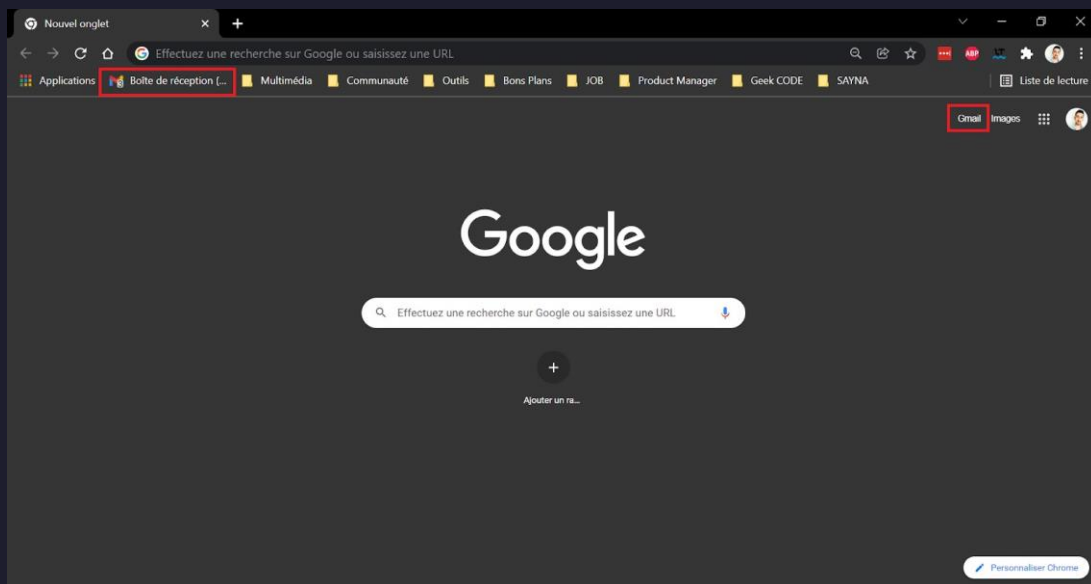 Nouvel onglet
Effectuez une recherche sur Google ou saisissez une URL
ABP
LT
Applications Boîte de réception (... Multimédia Communauté Outils Bons Plans JOB Product Manager Geek CODE SAYNA Liste de lecture
Gmail Images
Google
Effectuez une recherche sur Google ou saisissez une URL
Ajouter un ra...
Personnaliser Chrome